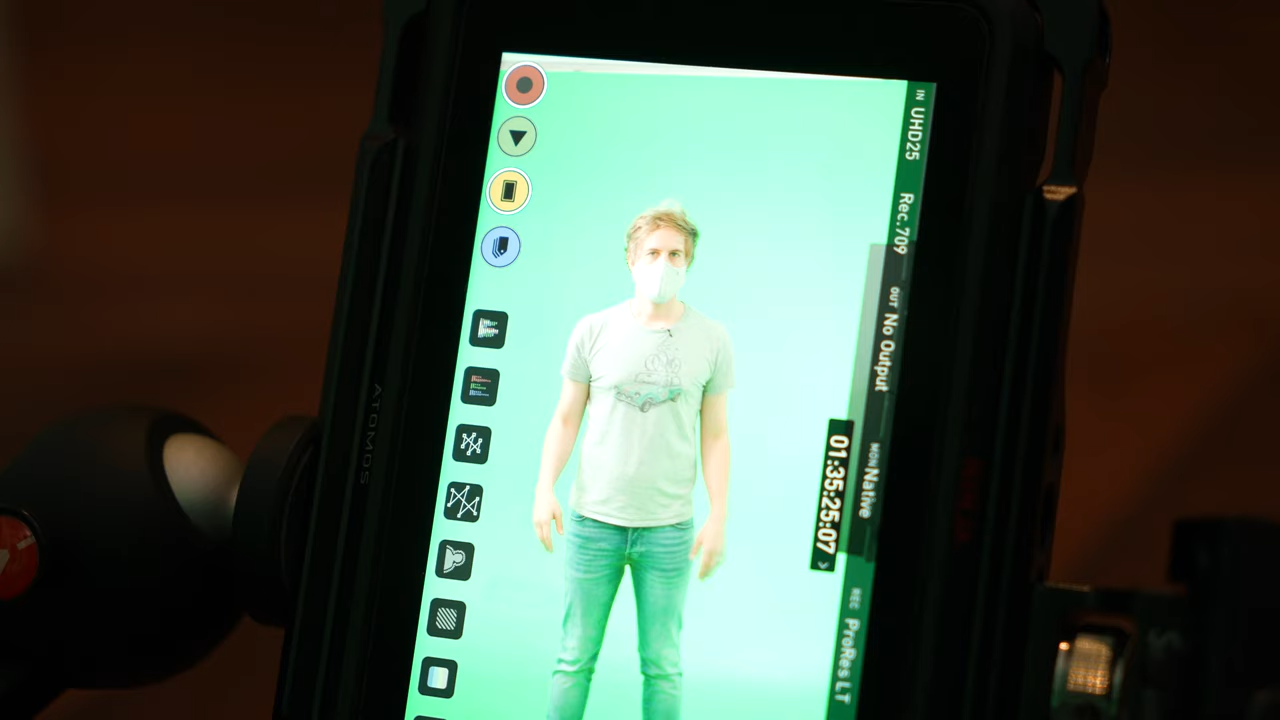 IN UHD25
Rec.709
OUT No Output
MON Native
REC ProRes LT
01:35:25:07
ATOMOS